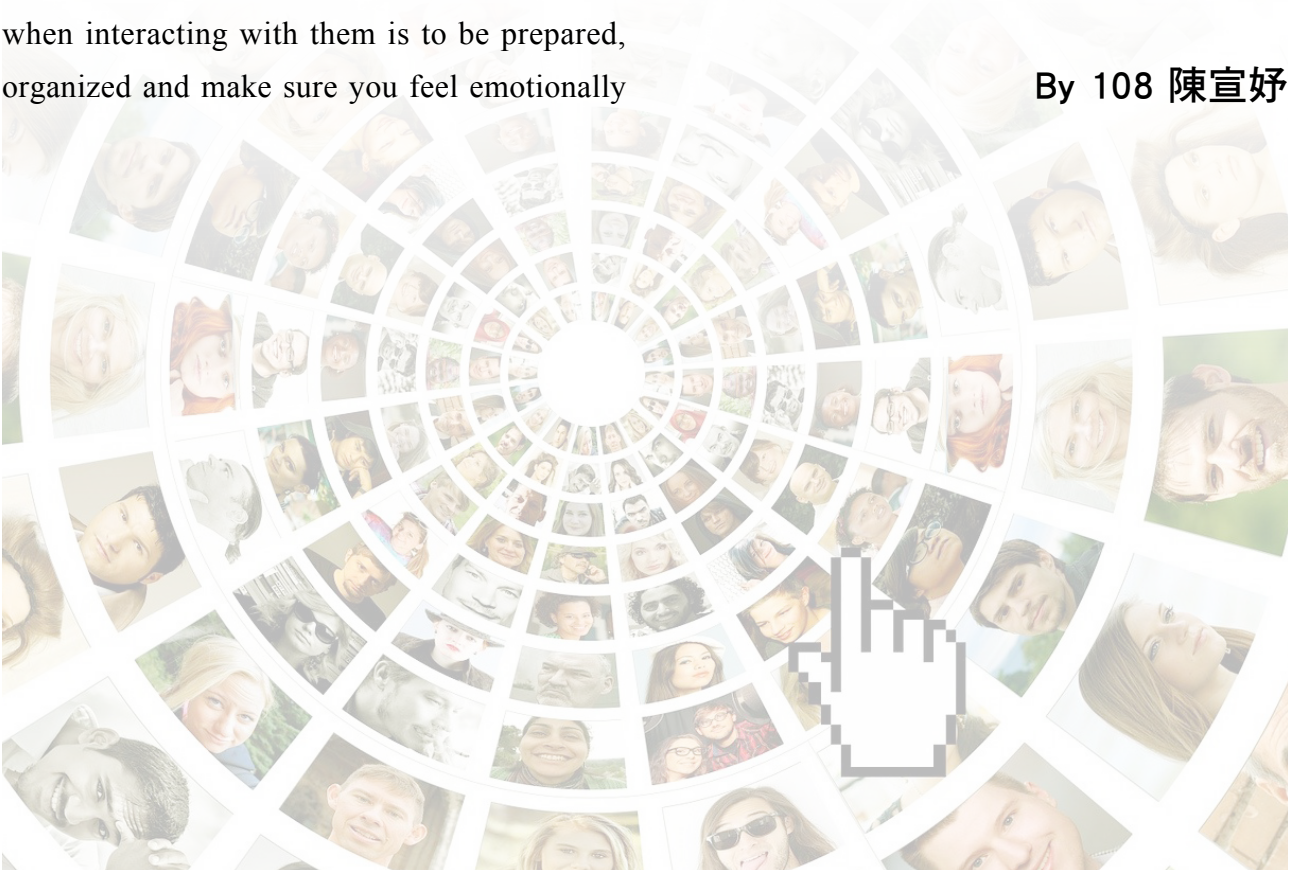 when interacting with them is to be prepared,
organized and make sure you feel emotionally
By 108 陳宣妤